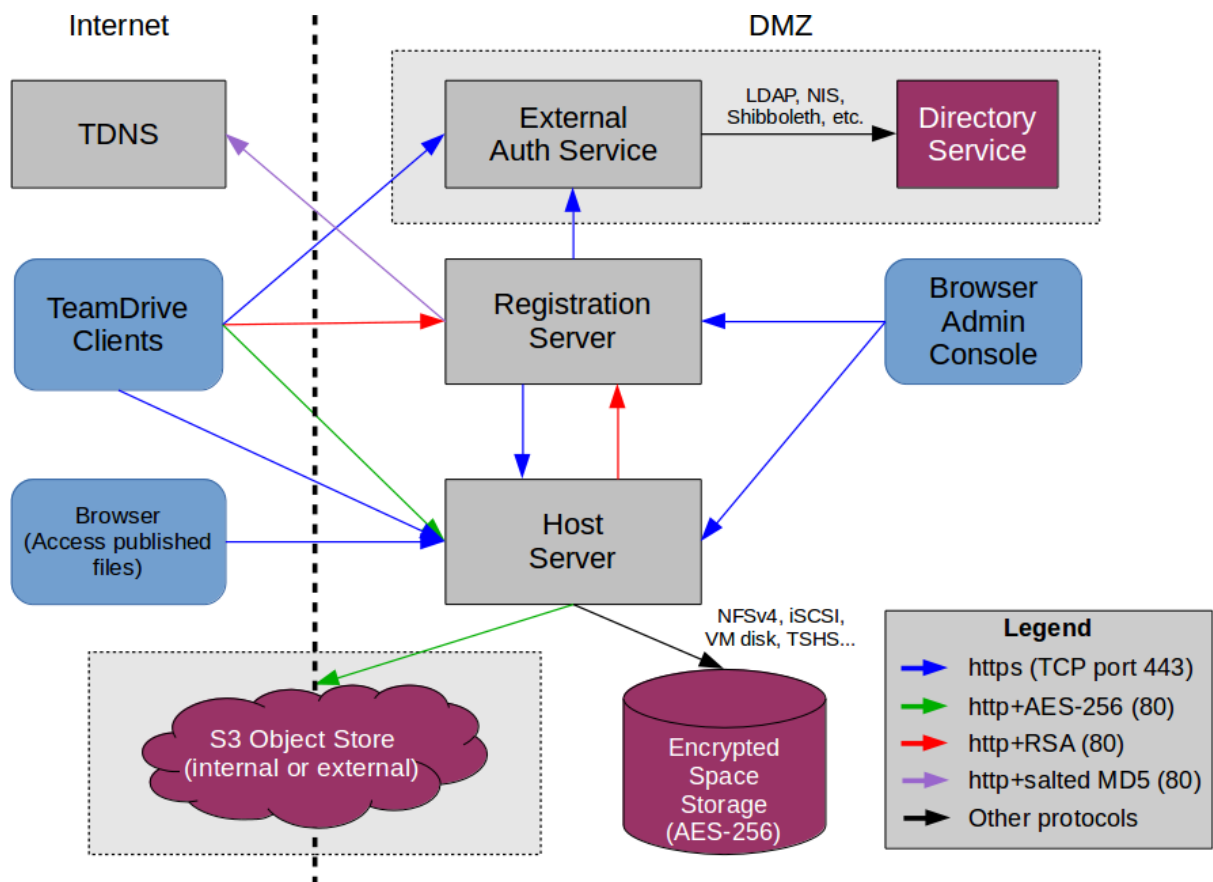 Internet
DMZ
TDNS
External
Auth Service
LDAP, NIS,
Shibboleth, etc.
Directory
Service
TeamDrive
Clients
Registration
Server
Browser
Admin
Console
Browser
(Access published
files)
Host
Server
NFSv4, iSCSI,
VM disk, TSHS...
S3 Object Store
(internal or external)
Encrypted
Space
Storage
(AES-256)
Legend
https (TCP port 443)
http+AES-256 (80)
http+RSA (80)
http+salted MD5 (80)
Other protocols